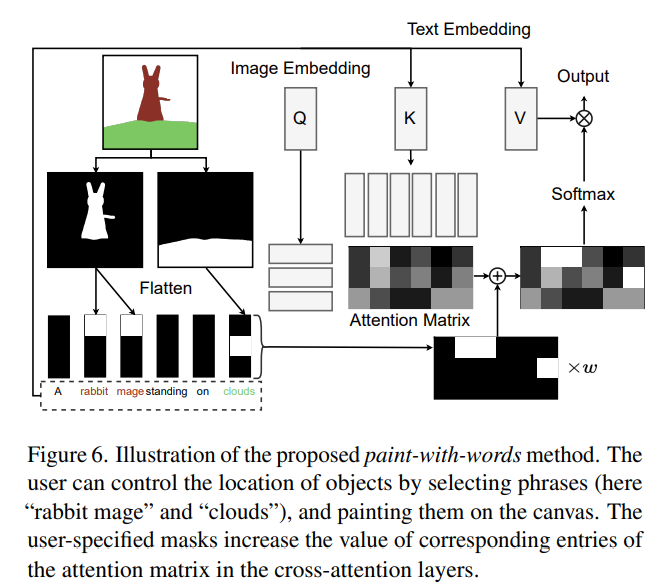 Text Embedding
Image Embedding
Output
Q
K
V
Softmax
Flatten
Attention Matrix
×w
A rabbit mage standing on clouds
Figure 6. Illustration of the proposed paint-with-words method. The
user can control the location of objects by selecting phrases (here
“rabbit mage” and “clouds”), and painting them on the canvas. The
user-specified masks increase the value of corresponding entries of
the attention matrix in the cross-attention layers.